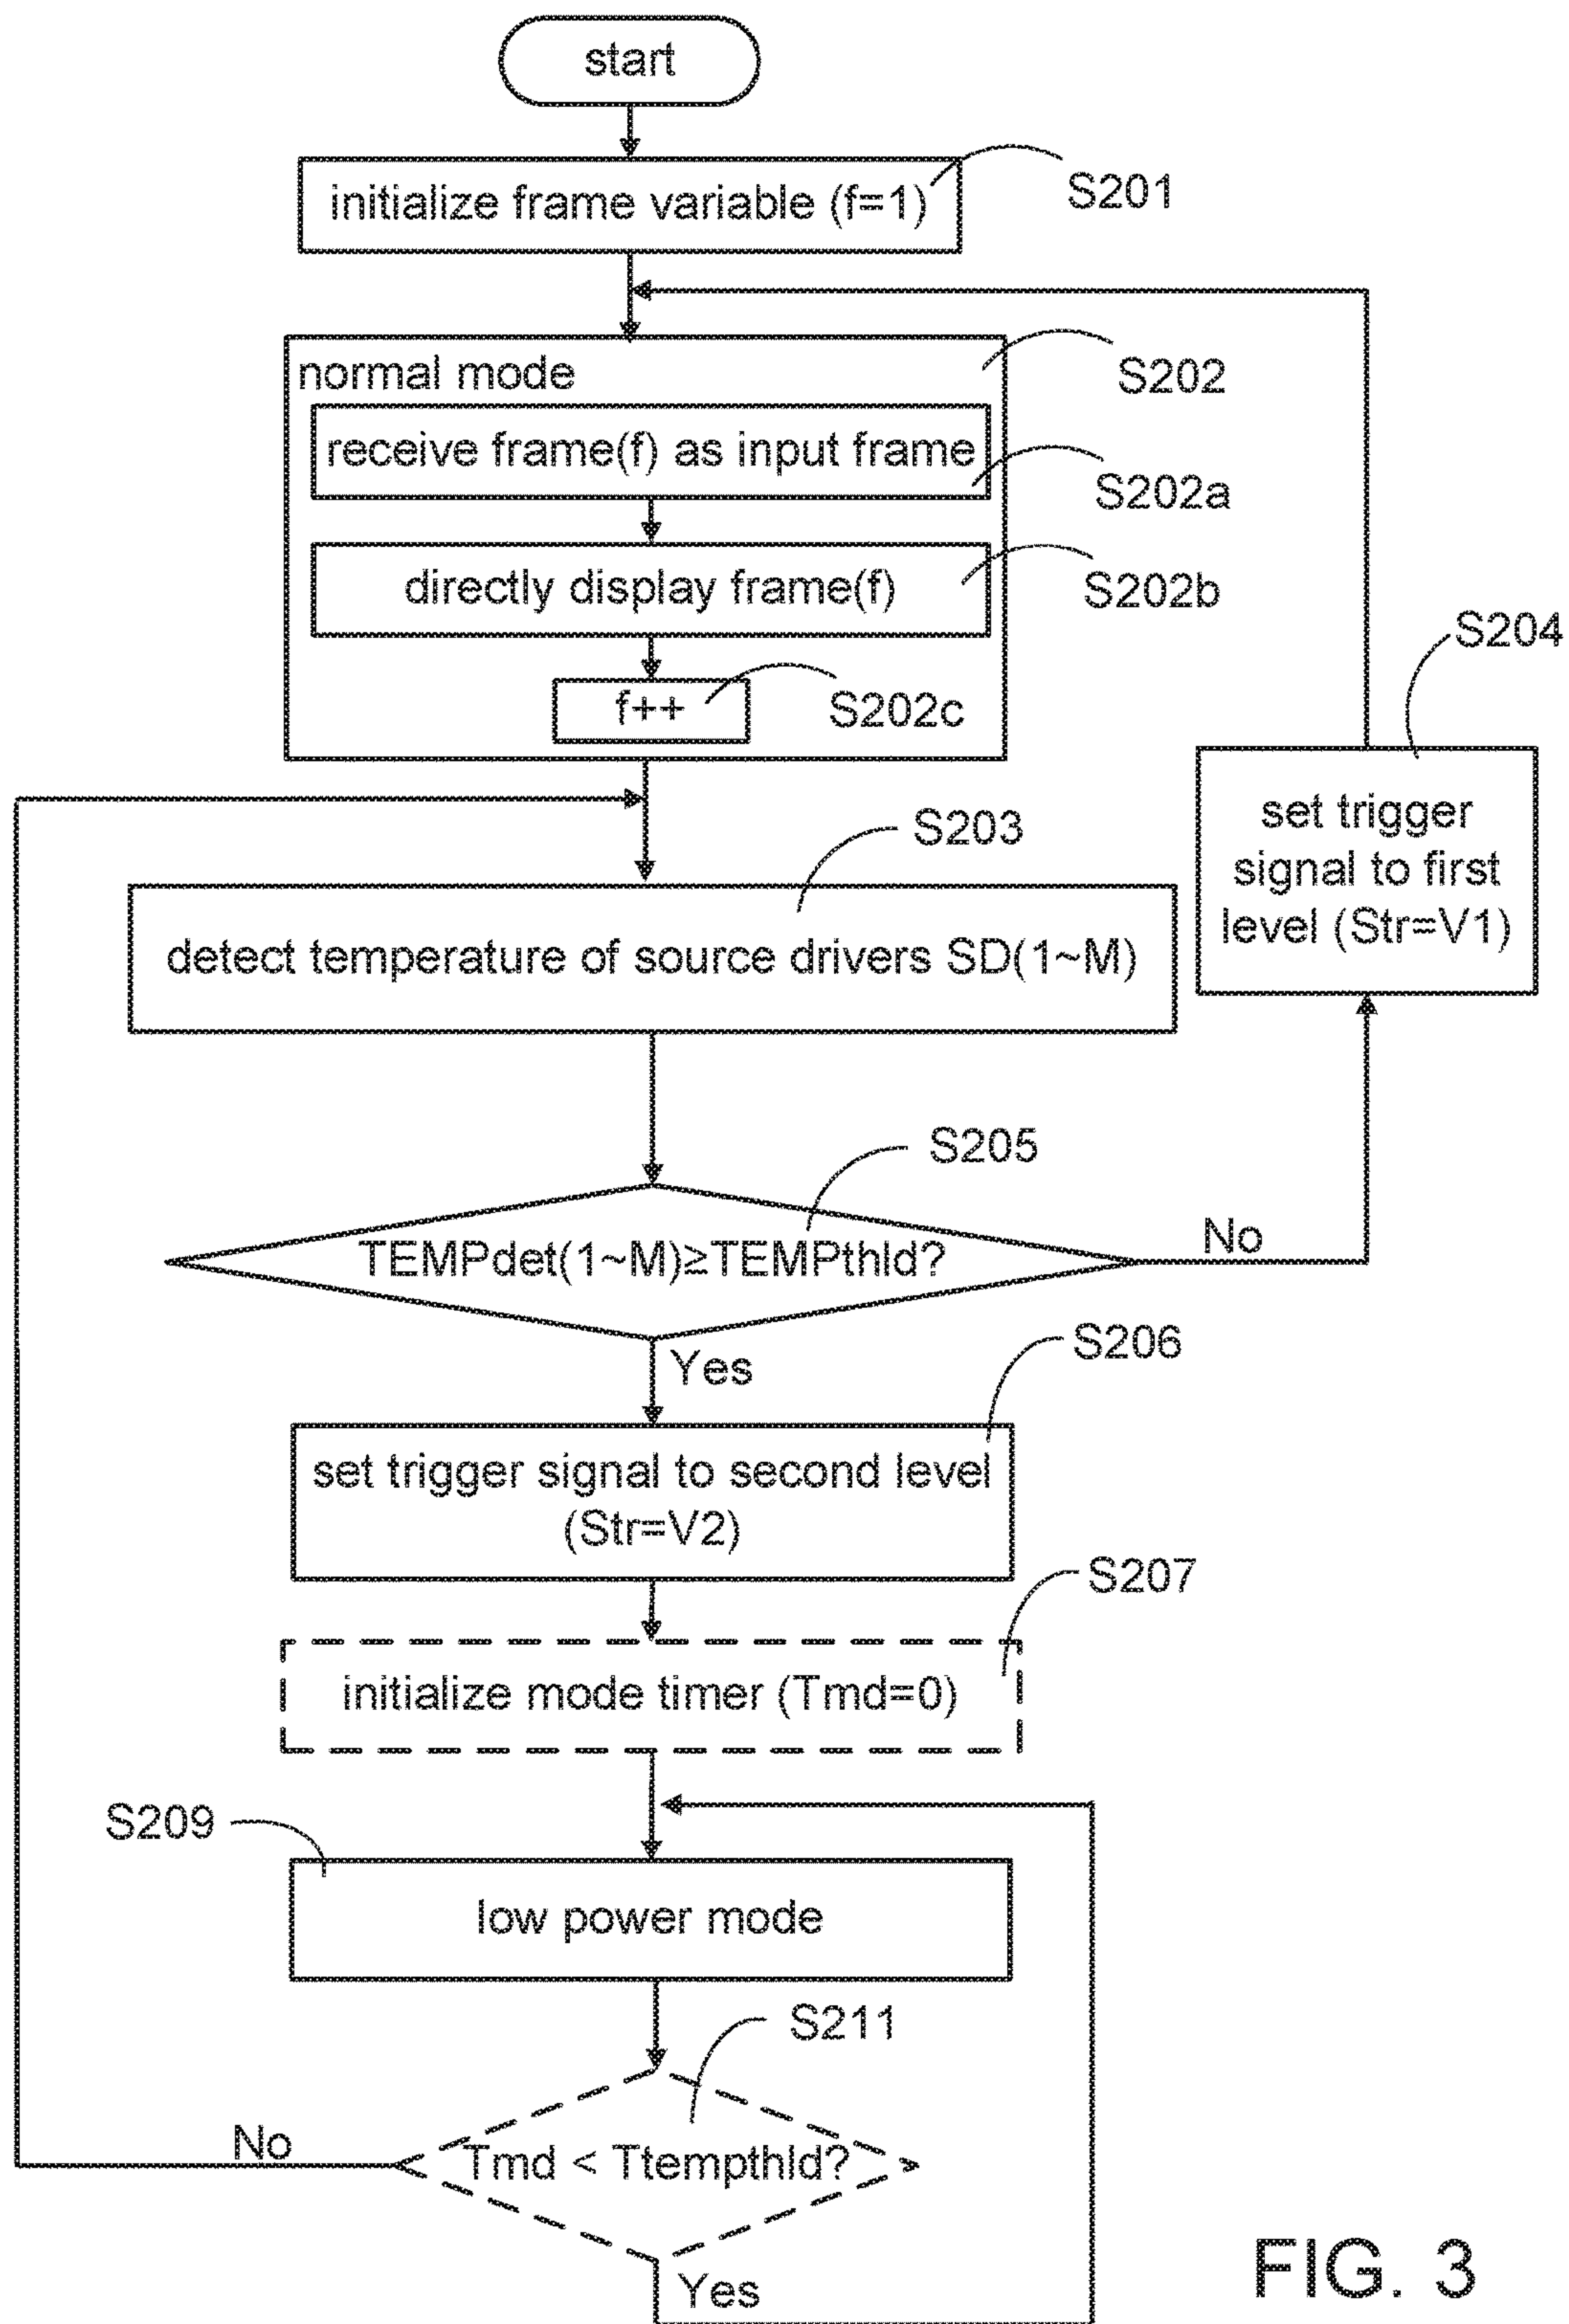 start
initialize frame variable (f=1)
S201
normal mode
S202
receive frame(f) as input frame
S202a
directly display frame(f)
S202b
f++
S202c
S204
set trigger
signal to first
level (Str=V1)
S203
detect temperature of source drivers SD(1~M)
S205
TEMPdet(1~M)≥TEMPthld?
No
Yes
S206
set trigger signal to second level
(Str=V2)
S207
initialize mode timer (Tmd=0)
S209
low power mode
S211
Tmd < Ttempthld?
No
Yes
FIG. 3